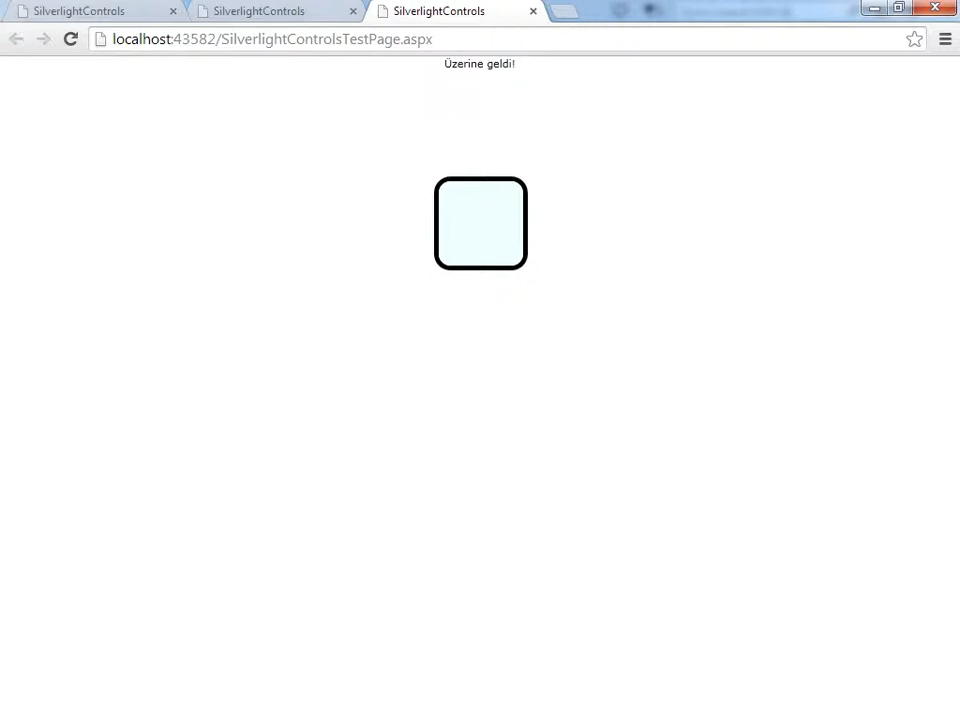 SilverlightControls
SilverlightControls
SilverlightControls
localhost:43582/SilverlightControlsTestPage.aspx
Üzerine geldi!